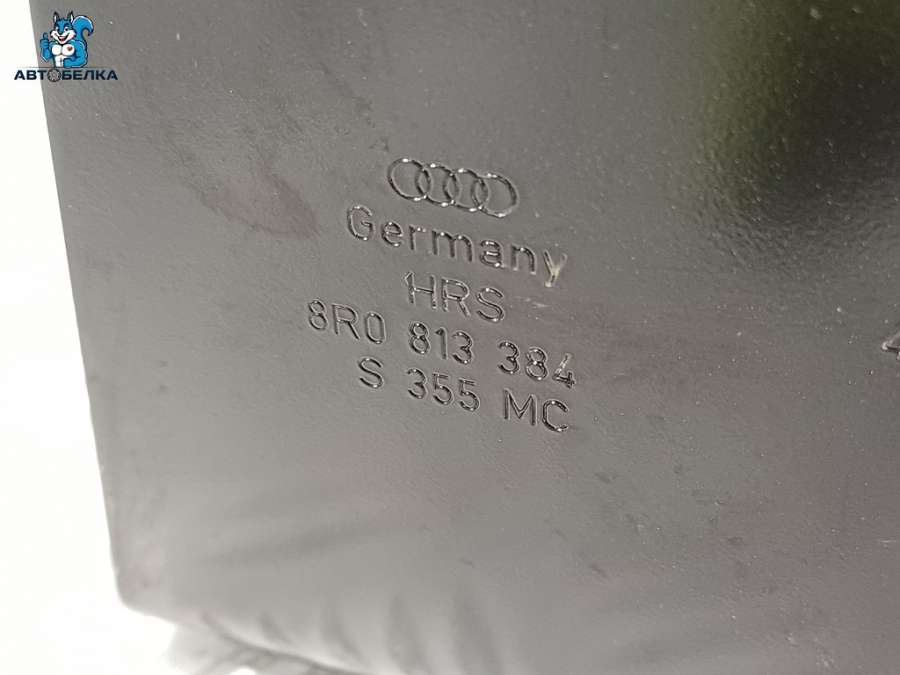 АВТОБЕЛКА
Germany
HRS
8R0 813 384
S 355 MC